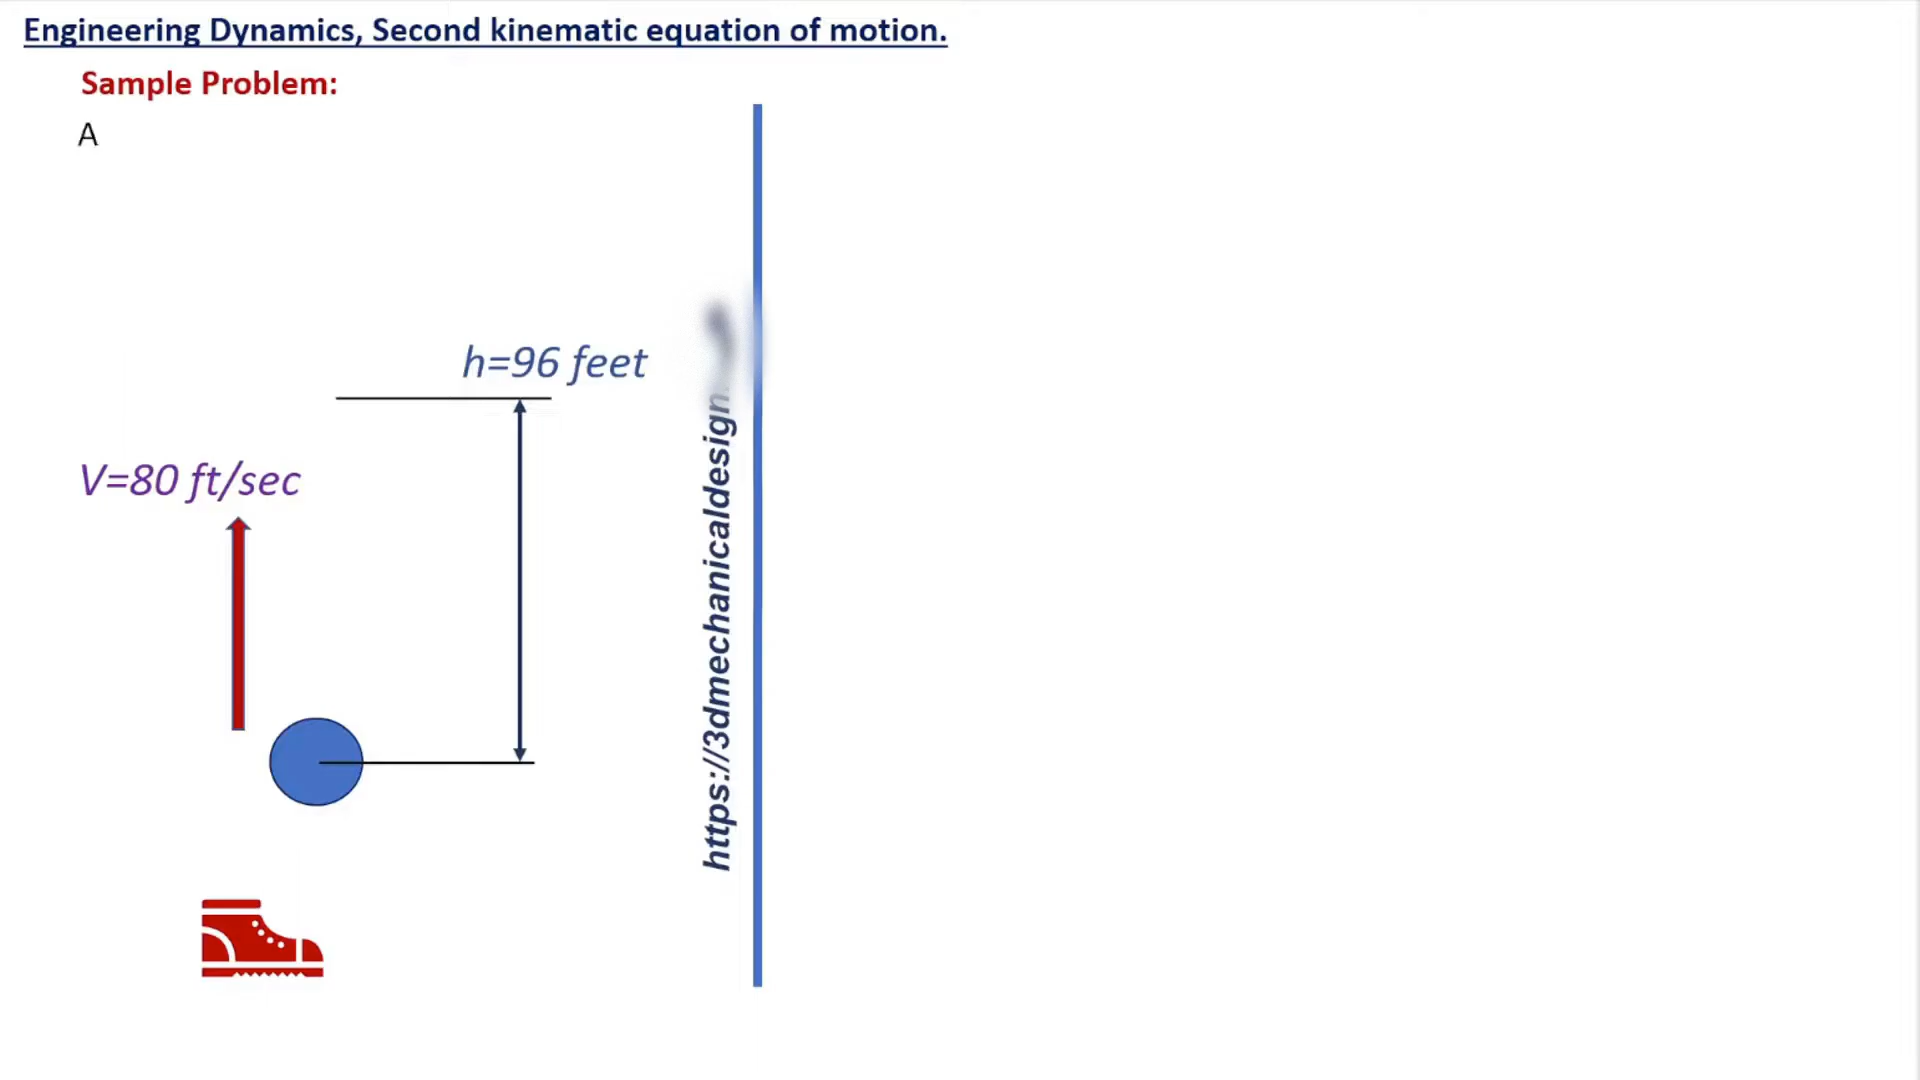 Engineering Dynamics, Second kinematic equation of motion.
Sample Problem:
A
h=96 feet
V=80 ft/sec
https://3dmechanicaldesign